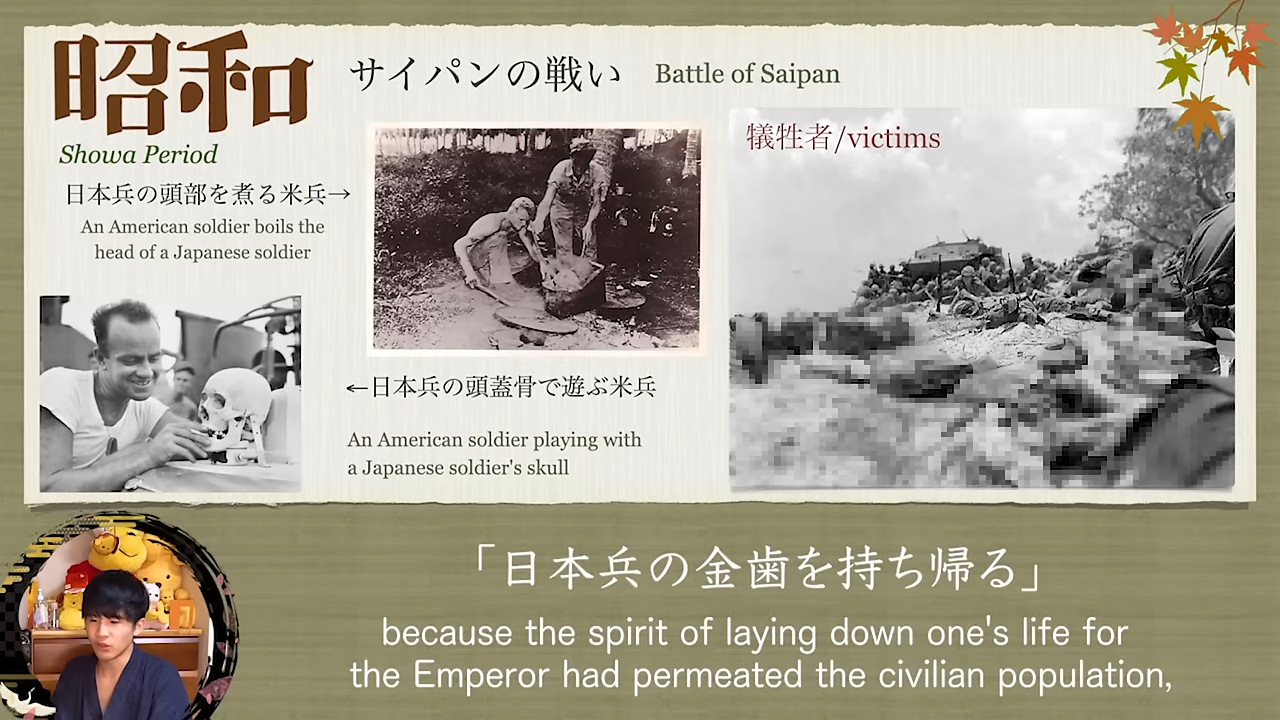 昭和
Showa Period
サイパンの戦い
Battle of Saipan
日本兵の頭部を煮る米兵→
An American soldier boils the
head of a Japanese soldier
犠牲者/victims
←日本兵の頭蓋骨で遊ぶ米兵
An American soldier playing with
a Japanese soldier's skull
「日本兵の金歯を持ち帰る」
because the spirit of laying down one's life for
the Emperor had permeated the civilian population,